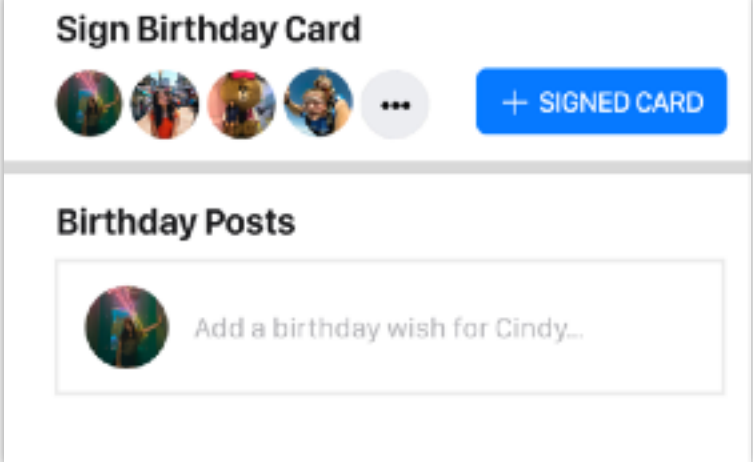 Sign Birthday Card
+ SIGNED CARD
Birthday Posts
Add a birthday wish for Cindy...